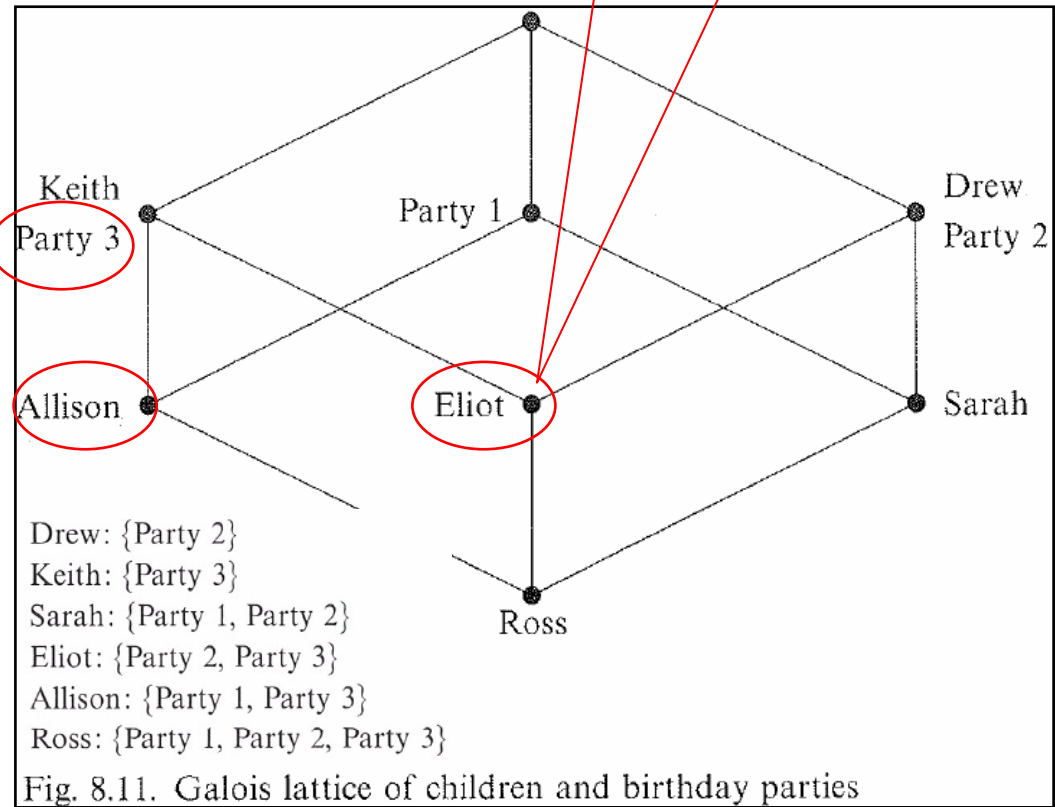 Keith
Party 3
Party 1
Drew
Party 2
Allison
Eliot
Sarah
Drew: {Party 2}
Keith: {Party 3}
Sarah: {Party 1, Party 2}
Eliot: {Party 2, Party 3}
Allison: {Party 1, Party 3}
Ross: {Party 1, Party 2, Party 3}
Ross
Fig. 8.11. Galois lattice of children and birthday parties